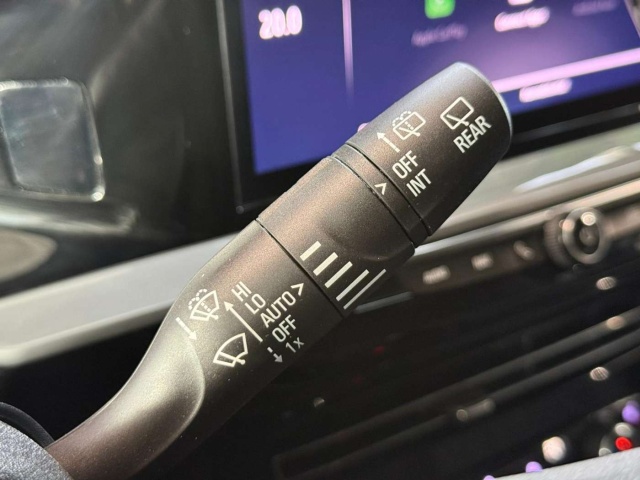 20.0
REAR
OFF
INT
HI
LO
AUTO>
OFF
1x